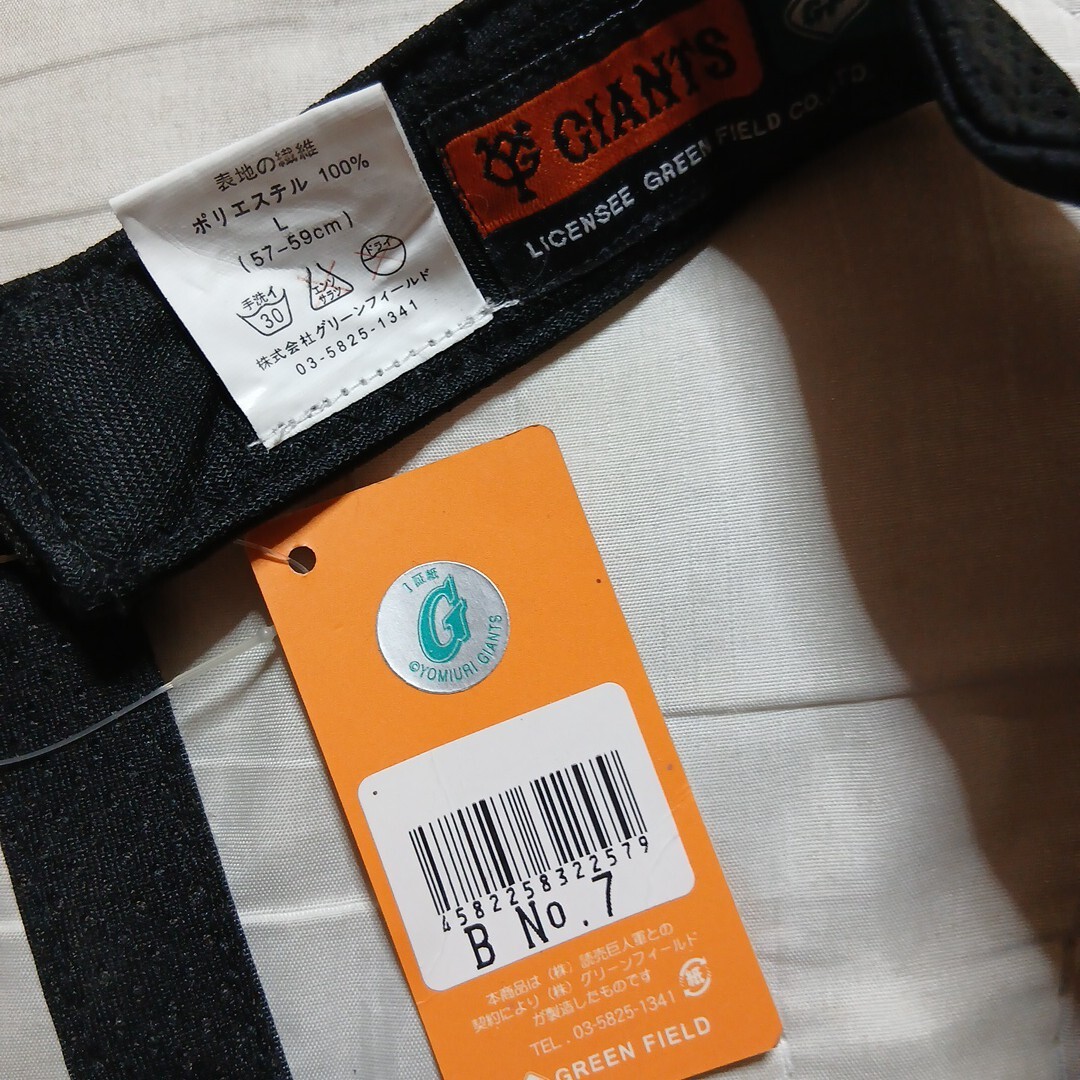 表地の繊維
ポリエステル 100%
L
(57-59cm)
手洗イ
30
エンソ
サラシ
ドライ
株式会社グリーンフィールド
03-5825-1341
YG GIANTS
LICENSEE GREEN FIELD CO.,LTD.
1証紙
G
©YOMIURI GIANTS
4582258322579
B No.7
本商品は(株)読売巨人軍との
契約により(株)グリーンフィールド
が製造したものです
TEL. 03-5825-1341
紙
GREEN FIELD